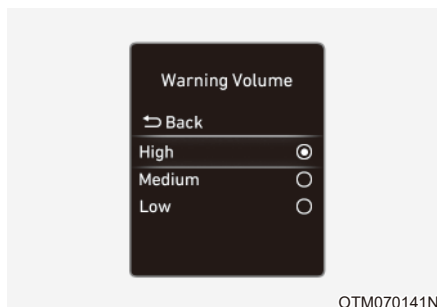 Warning Volume
Back
High
Medium
Low
OTM070141N